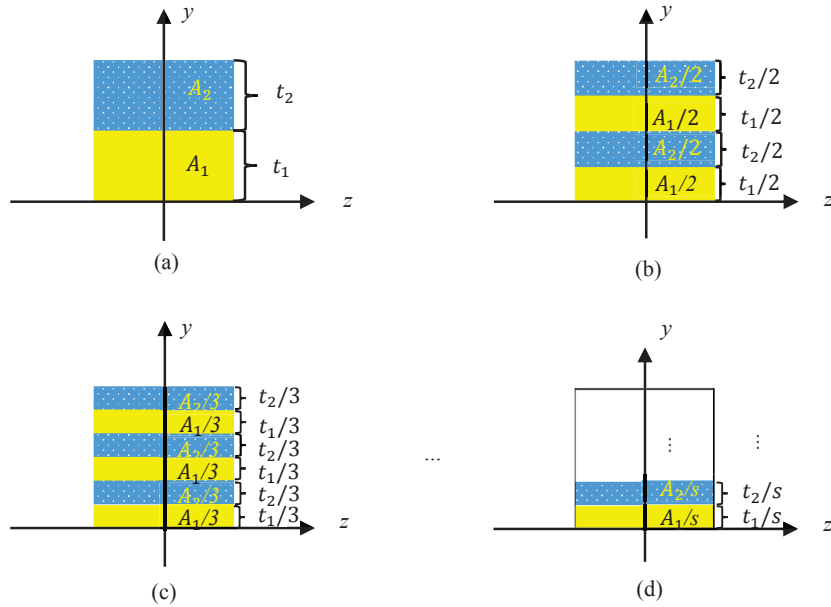 y
A₂
t₂
A₁
t₁
z
(a)
y
A₂/2
t₂/2
A₁/2
t₁/2
A₂/2
t₂/2
A₁/2
t₁/2
z
(b)
y
A₂/3
t₂/3
A₁/3
t₁/3
A₂/3
t₂/3
A₁/3
t₁/3
A₂/3
t₂/3
A₁/3
t₁/3
z
(c)
...
y
⋮
⋮
A₂/s
t₂/s
A₁/s
t₁/s
z
(d)